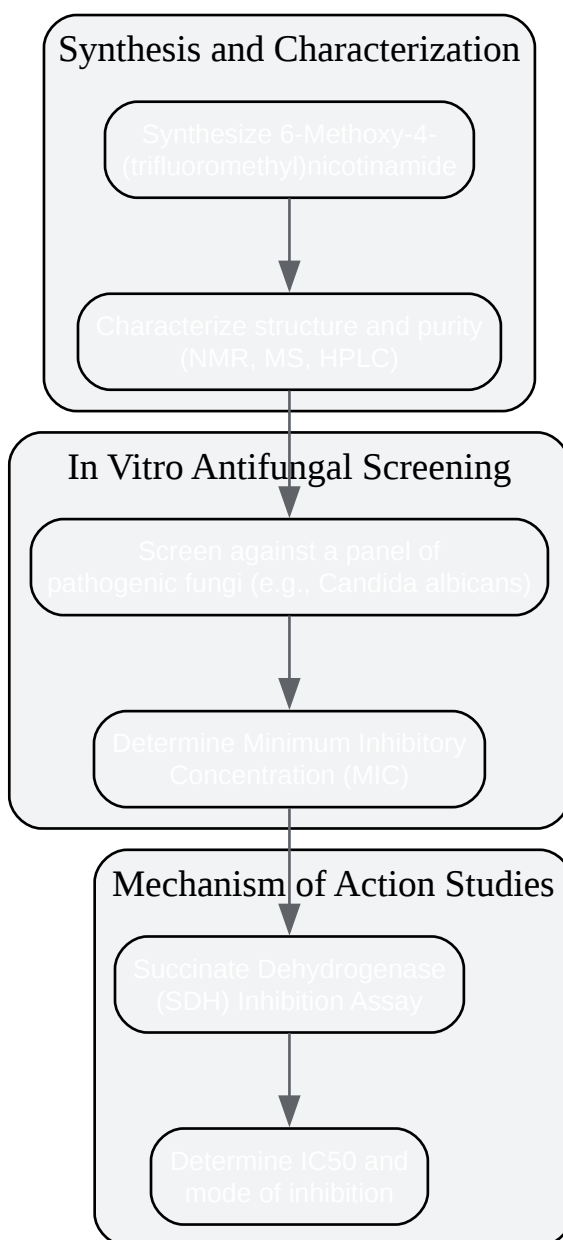 Synthesis and Characterization
Synthesize 6-Methoxy-4-
(trifluoromethyl)nicotinamide
Characterize structure and purity
(NMR, MS, HPLC)
In Vitro Antifungal Screening
Screen against a panel of
pathogenic fungi (e.g., Candida albicans)
Determine Minimum Inhibitory
Concentration (MIC)
Mechanism of Action Studies
Succinate Dehydrogenase
(SDH) Inhibition Assay
Determine IC50 and
mode of inhibition